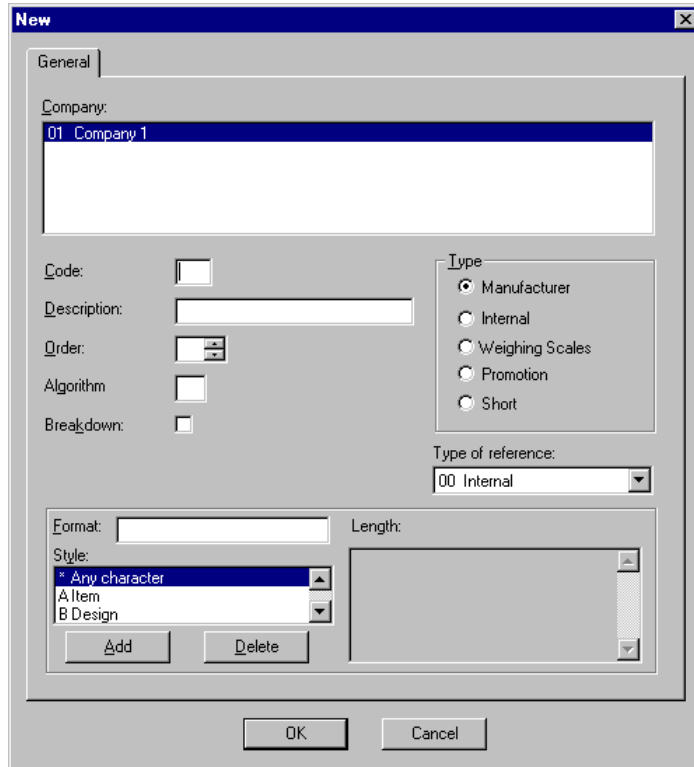 New
General
Company:
01 Company 1
Code:
Description:
Order:
Algorithm
Breakdown:
Type
Manufacturer
Internal
Weighing Scales
Promotion
Short
Type of reference:
00 Internal
Format:
Length:
Style:
* Any character
A Item
B Design
Add
Delete
OK
Cancel